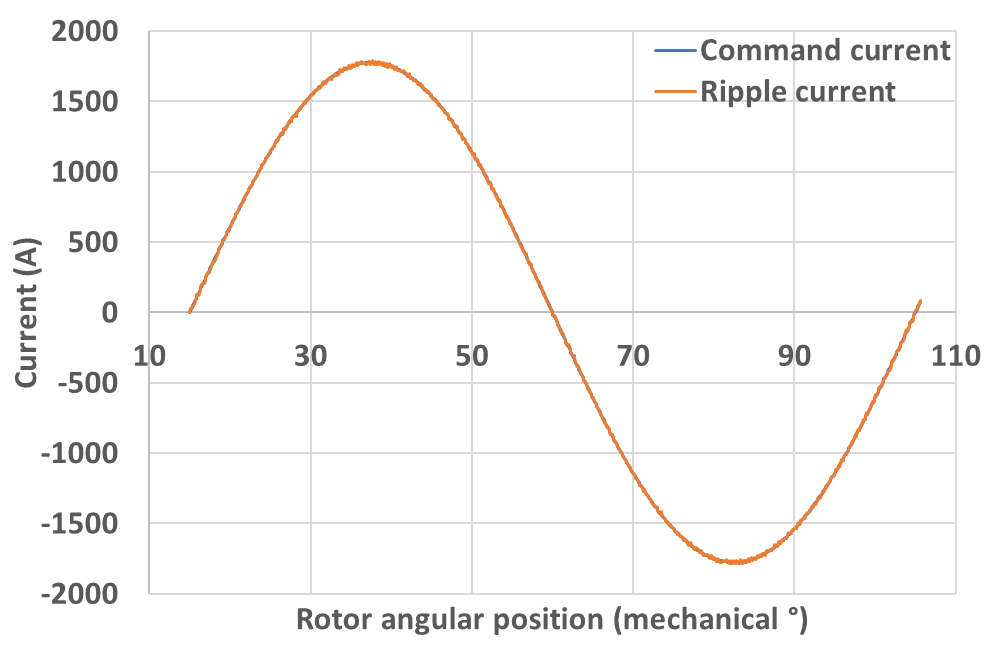 2000
Command current
Ripple current
1500
1000
500
0
10 30 50 70 90 110
-500
-1000
-1500
-2000
Current (A)
Rotor angular position (mechanical °)